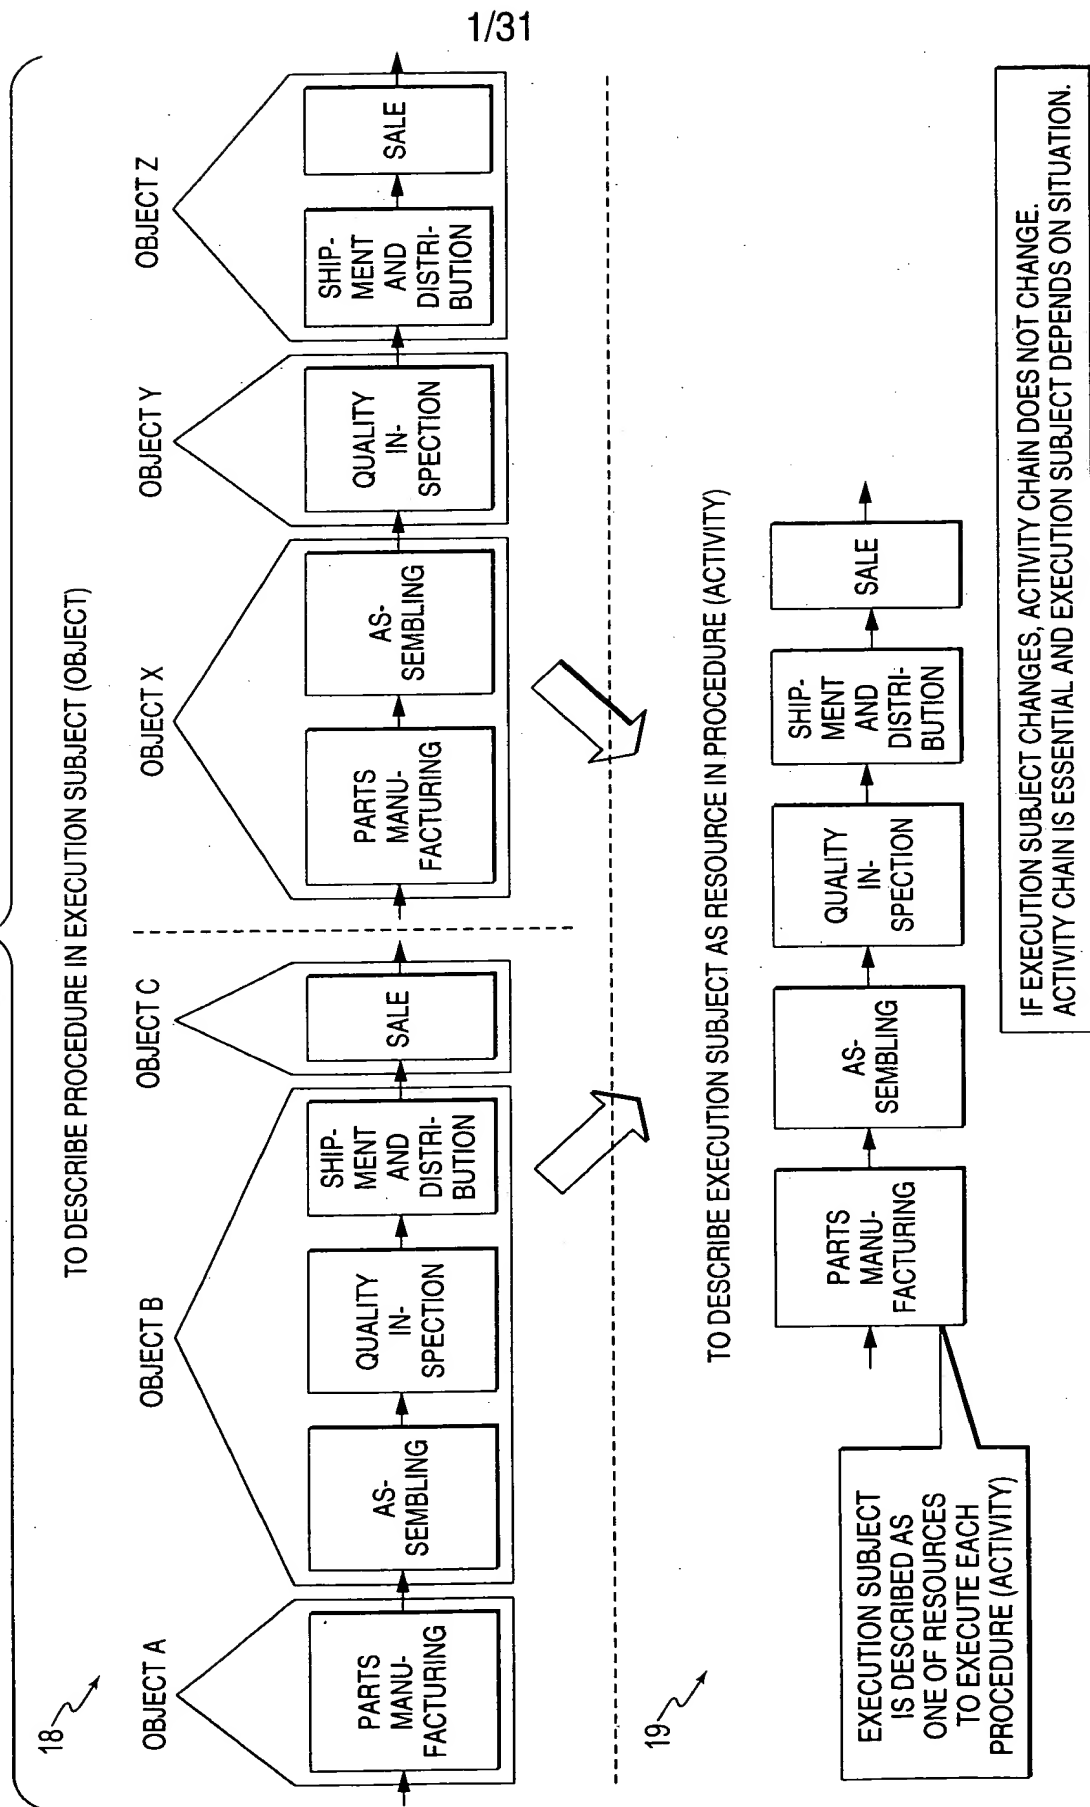 1/31
18
TO DESCRIBE PROCEDURE IN EXECUTION SUBJECT (OBJECT)
OBJECT A
PARTS
MANU-
FACTURING
OBJECT B
AS-
SEMBLING
QUALITY
IN-
SPECTION
SHIP-
MENT
AND
DISTRI-
BUTION
OBJECT C
SALE
OBJECT X
PARTS
MANU-
FACTURING
AS-
SEMBLING
OBJECT Y
QUALITY
IN-
SPECTION
OBJECT Z
SHIP-
MENT
AND
DISTRI-
BUTION
SALE
19
TO DESCRIBE EXECUTION SUBJECT AS RESOURCE IN PROCEDURE (ACTIVITY)
PARTS
MANU-
FACTURING
AS-
SEMBLING
QUALITY
IN-
SPECTION
SHIP-
MENT
AND
DISTRI-
BUTION
SALE
EXECUTION SUBJECT
IS DESCRIBED AS
ONE OF RESOURCES
TO EXECUTE EACH
PROCEDURE (ACTIVITY)
IF EXECUTION SUBJECT CHANGES, ACTIVITY CHAIN DOES NOT CHANGE.
ACTIVITY CHAIN IS ESSENTIAL AND EXECUTION SUBJECT DEPENDS ON SITUATION.